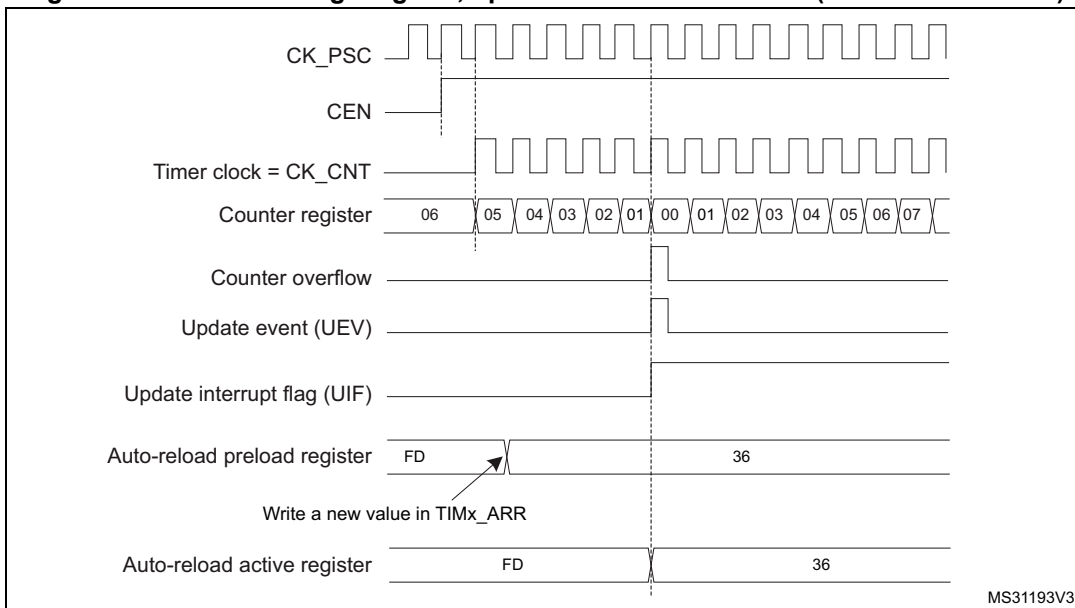 CK_PSC
CEN
Timer clock = CK_CNT
Counter register 06 05 04 03 02 01 00 01 02 03 04 05 06 07
Counter overflow
Update event (UEV)
Update interrupt flag (UIF)
Auto-reload preload register FD 36
Write a new value in TIMx_ARR
Auto-reload active register FD 36
MS31193V3